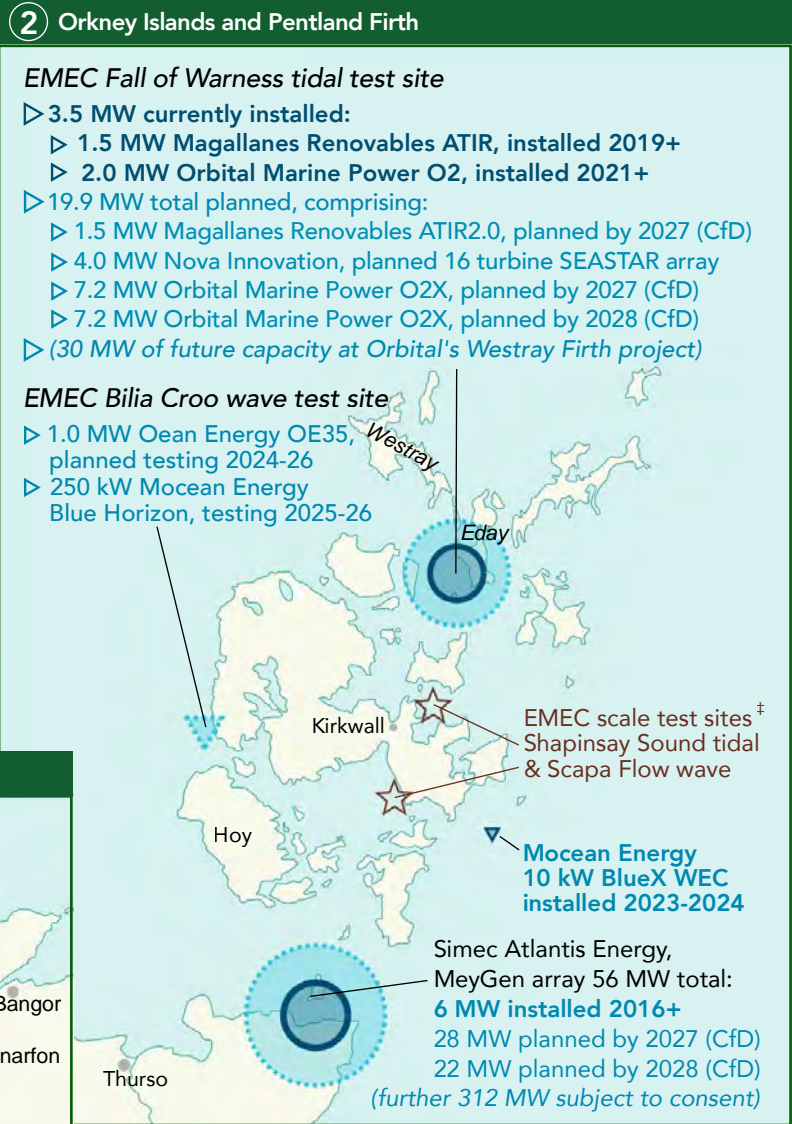 2 Orkney Islands and Pentland Firth
EMEC Fall of Warness tidal test site
3.5 MW currently installed:
1.5 MW Magallanes Renovables ATIR, installed 2019+
2.0 MW Orbital Marine Power O2, installed 2021+
19.9 MW total planned, comprising:
1.5 MW Magallanes Renovables ATIR2.0, planned by 2027 (CfD)
4.0 MW Nova Innovation, planned 16 turbine SEASTAR array
7.2 MW Orbital Marine Power O2X, planned by 2027 (CfD)
7.2 MW Orbital Marine Power O2X, planned by 2028 (CfD)
(30 MW of future capacity at Orbital's Westray Firth project)
EMEC Bilia Croo wave test site
1.0 MW Oean Energy OE35,
planned testing 2024-26
250 kW Mocean Energy
Blue Horizon, testing 2025-26
Westray
Eday
Kirkwall
EMEC scale test sites ‡
Shapinsay Sound tidal
& Scapa Flow wave
Hoy
Mocean Energy
10 kW BlueX WEC
installed 2023-2024
Simec Atlantis Energy,
MeyGen array 56 MW total:
6 MW installed 2016+
28 MW planned by 2027 (CfD)
22 MW planned by 2028 (CfD)
(further 312 MW subject to consent)
Bangor
narfon
Thurso